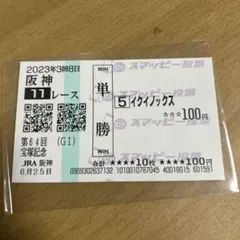 2023年3回8日
阪神
11レース
第64回
(GI)
宝塚記念
JRA 阪神
6月25日
WIN
単勝
WIN
スマッピー投票
5 イクイノックス
☆☆☆100円
合計 ★★★★10枚 ★★★★100円